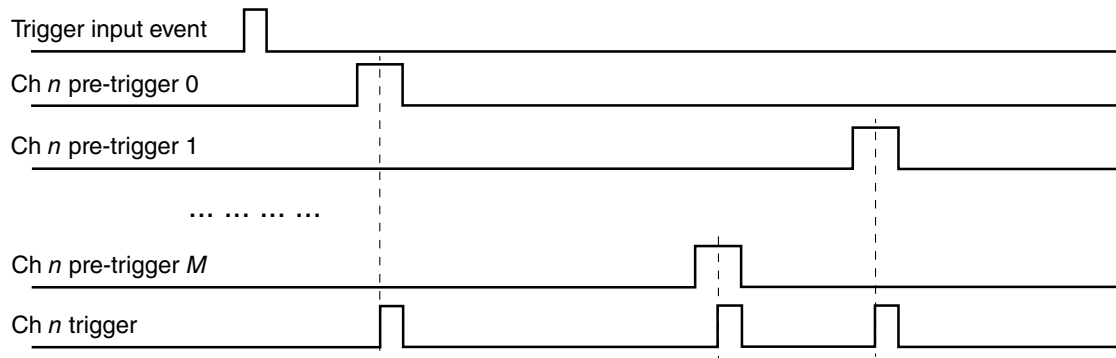 Trigger input event
Ch n pre-trigger 0
Ch n pre-trigger 1
... ... ... ...
Ch n pre-trigger M
Ch n trigger